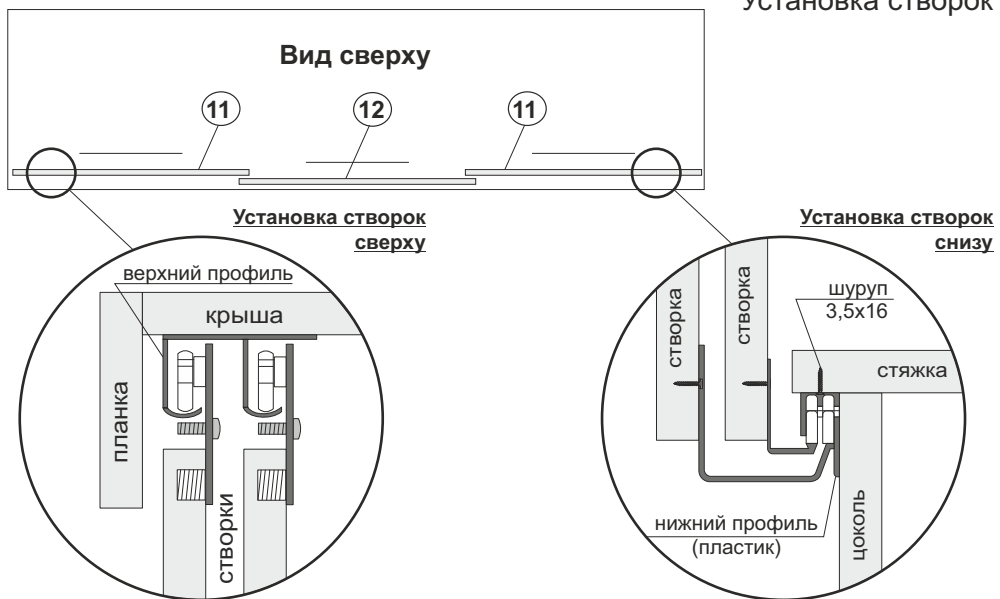 Установка створок
Вид сверху
11
12
11
Установка створок
сверху
верхний профиль
крыша
планка
створки
Установка створок
снизу
створка
створка
шуруп
3,5х16
стяжка
нижний профиль
(пластик)
цоколь